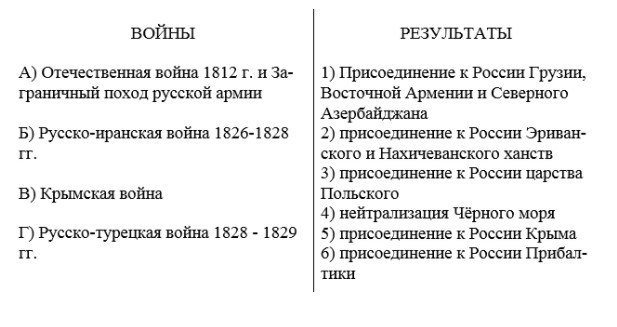 ВОЙНЫ
А) Отечественная война 1812 г. и За-
граничный поход русской армии
Б) Русско-иранская война 1826-1828
гг.
В) Крымская война
Г) Русско-турецкая война 1828 - 1829
гг.
РЕЗУЛЬТАТЫ
1) Присоединение к России Грузии,
Восточной Армении и Северного
Азербайджана
2) присоединение к России Эриван-
ского и Нахичеванского ханств
3) присоединение к России царства
Польского
4) нейтрализация Чёрного моря
5) присоединение к России Крыма
6) присоединение к России Прибал-
тики